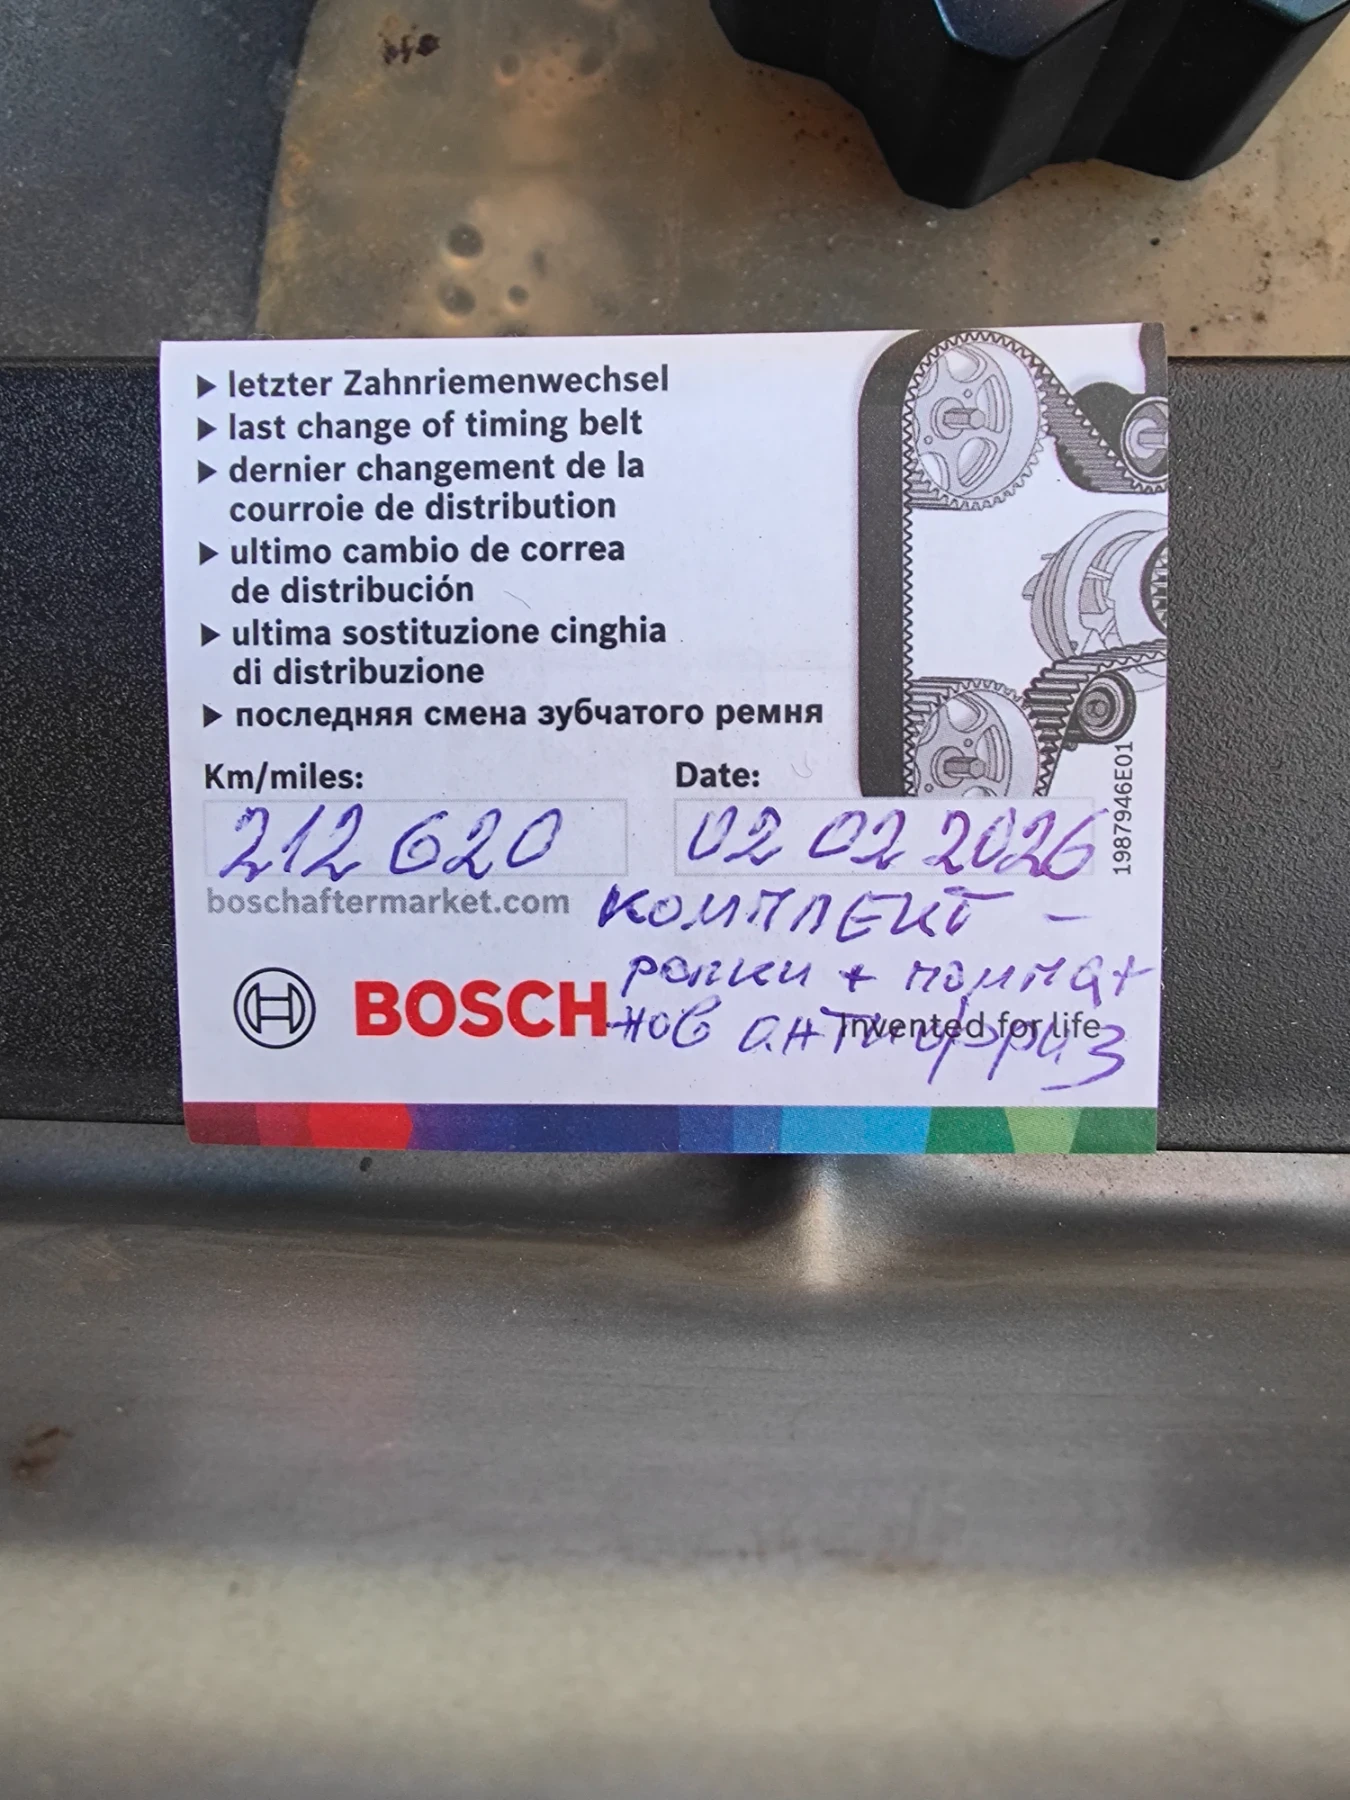 ▶ letzter Zahnriemenwechsel
▶ last change of timing belt
▶ dernier changement de la
courroie de distribution
▶ ultimo cambio de correa
de distribución
▶ ultima sostituzione cinghia
di distribuzione
▶ последняя смена зубчатого ремня
Km/miles:
Date:
212 620
02 02 2026
1987946E01
boschaftermarket.com
комплект -
ролки + помпа +
BOSCH
нов антифриз
Invented for life